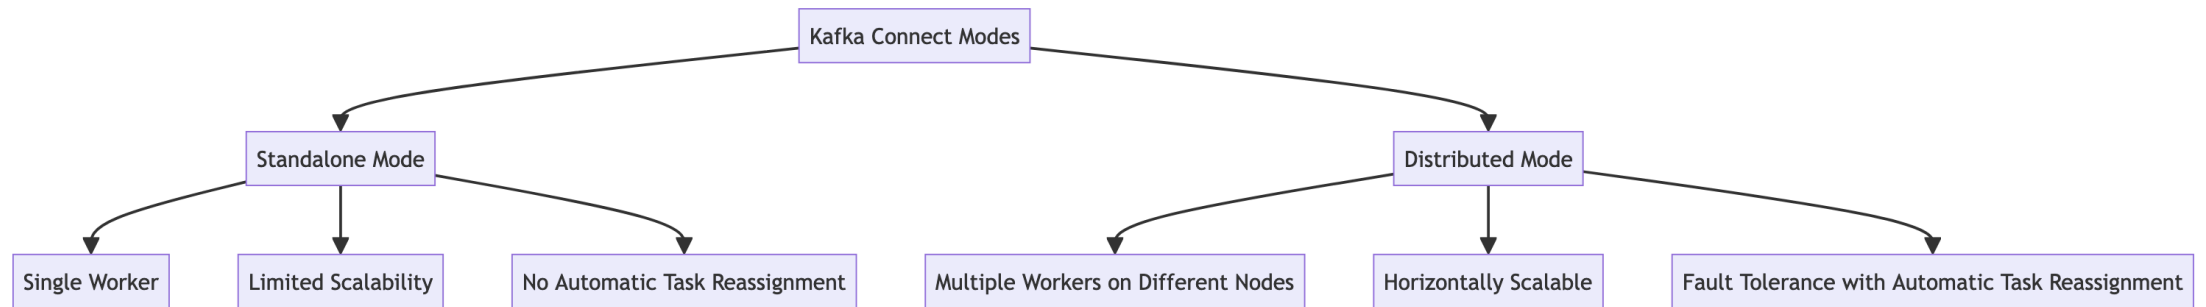 Kafka Connect Modes
Standalone Mode
Distributed Mode
Single Worker
Limited Scalability
No Automatic Task Reassignment
Multiple Workers on Different Nodes
Horizontally Scalable
Fault Tolerance with Automatic Task Reassignment